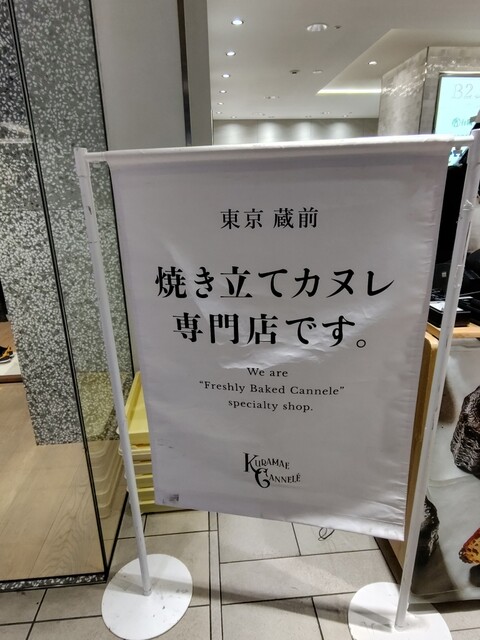 東京 蔵前
焼き立てカヌレ
専門店です。
We are
"Freshly Baked Cannele"
specialty shop.
KURAMAE
CANNELÉ
B2